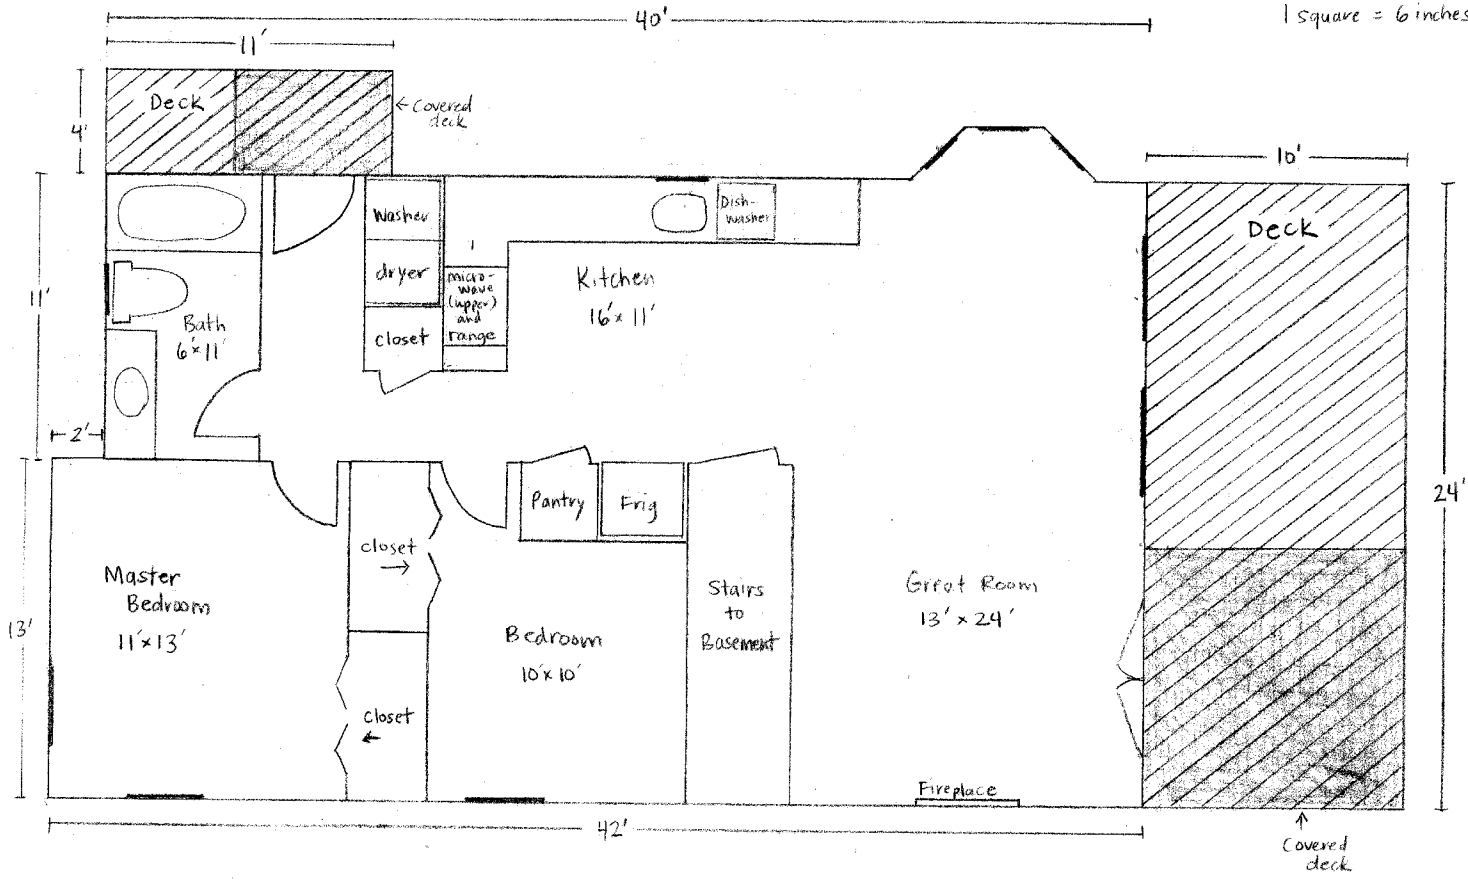 40'
1 square = 6 inches
11'
Deck
← Covered
deck
4'
10'
Washer
Dish-
washer
Deck
dryer
micro-
wave
(upper)
and
range
Kitchen
16' x 11'
11'
Bath
6' x 11'
closet
2'
Pantry
Frig
24'
closet
→
Master
Bedroom
11' x 13'
Stairs
to
Basement
Great Room
13' x 24'
13'
Bedroom
10' x 10'
closet
←
Fireplace
42'
↑
Covered
deck